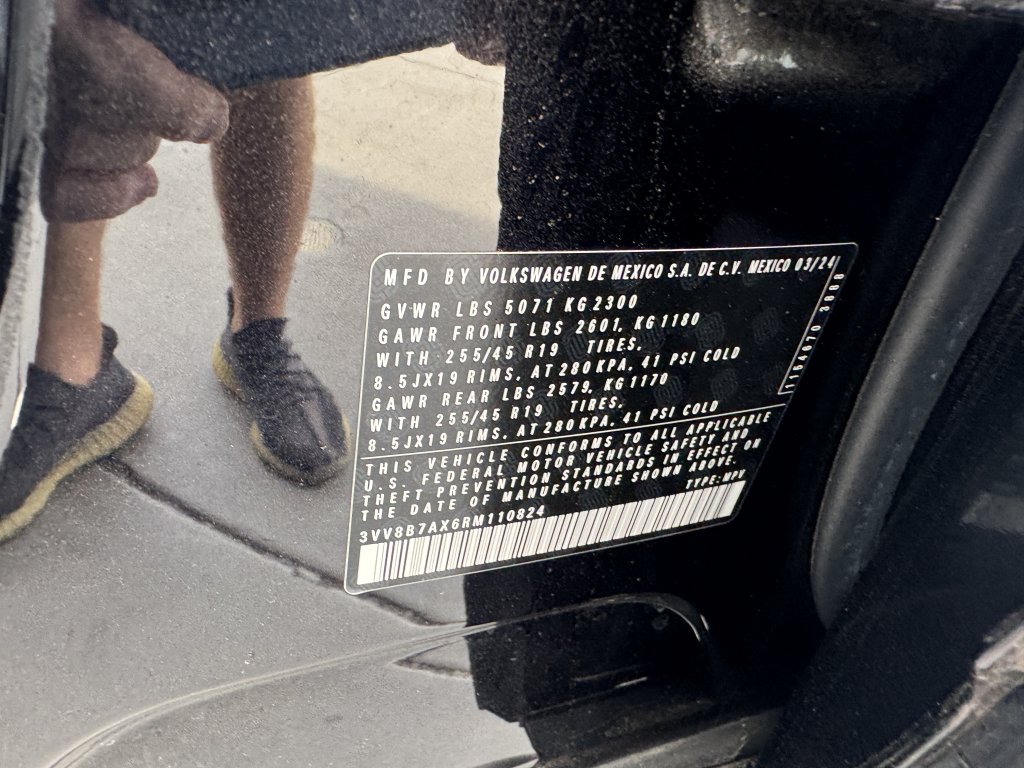 MFD BY VOLKSWAGEN DE MEXICO S.A. DE C.V. MEXICO 03/24
GVWR LBS 5071 KG 2300
GAWR FRONT LBS 2601, KG 1180
WITH 255/45 R19 TIRES,
8.5JX19 RIMS, AT 280 KPA, 41 PSI COLD
GAWR REAR LBS 2579, KG 1170
WITH 255/45 R19 TIRES,
8.5JX19 RIMS, AT 280 KPA, 41 PSI COLD
THIS VEHICLE CONFORMS TO ALL APPLICABLE
U.S. FEDERAL MOTOR VEHICLE SAFETY AND
THEFT PREVENTION STANDARDS IN EFFECT ON
THE DATE OF MANUFACTURE SHOWN ABOVE.
3VV8B7AX6RM110824 TYPE: MPV